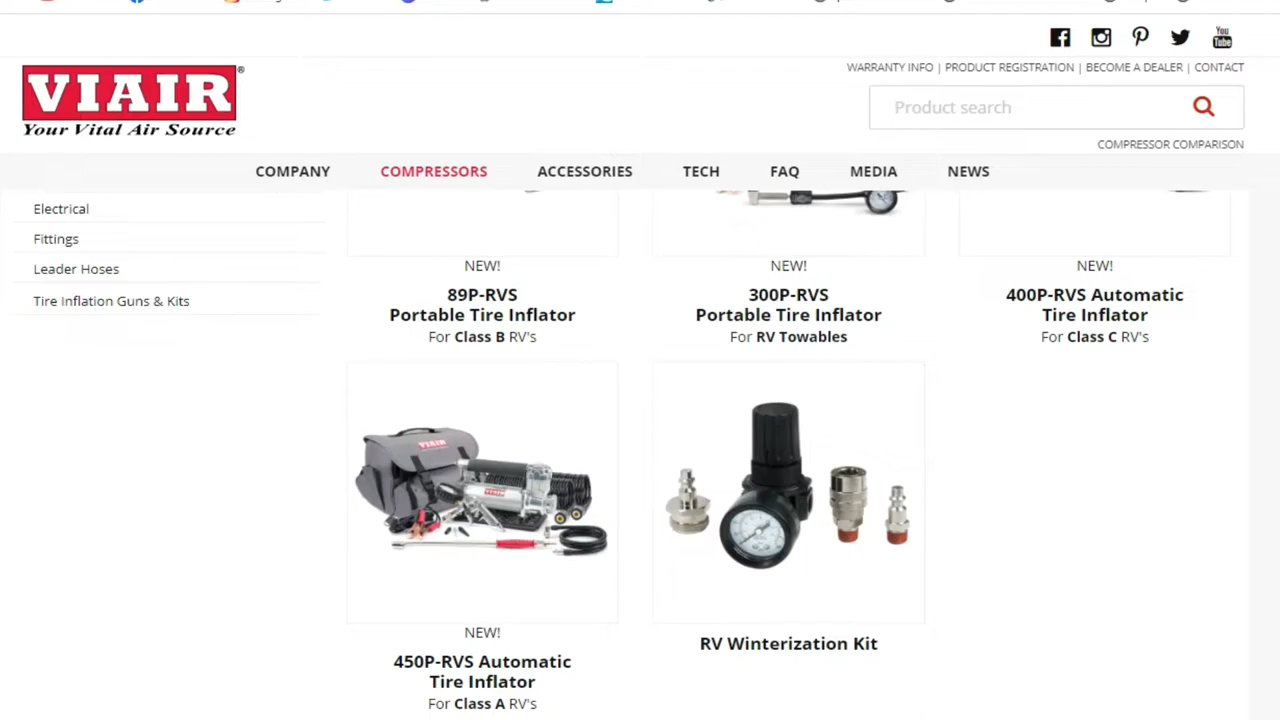 You
Tube
WARRANTY INFO | PRODUCT REGISTRATION | BECOME A DEALER | CONTACT
VIAIR®
Your Vital Air Source
Product search
COMPRESSOR COMPARISON
COMPANY COMPRESSORS ACCESSORIES TECH FAQ MEDIA NEWS
Electrical
Fittings
Leader Hoses
Tire Inflation Guns & Kits
NEW!
89P-RVS
Portable Tire Inflator
For Class B RV's
NEW!
300P-RVS
Portable Tire Inflator
For RV Towables
NEW!
400P-RVS Automatic
Tire Inflator
For Class C RV's
VIAIR
NEW!
450P-RVS Automatic
Tire Inflator
For Class A RV's
RV Winterization Kit